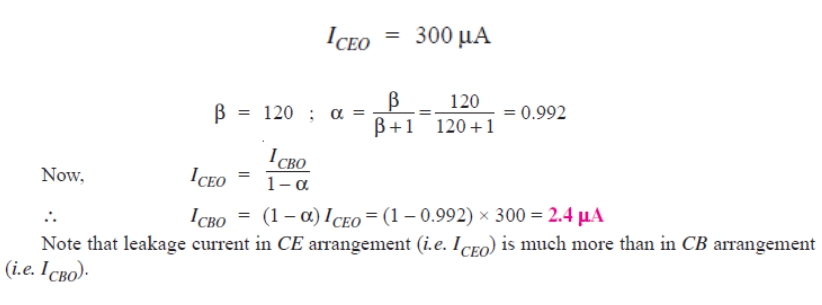 I_CEO = 300 μA
β = 120 ; α = β/(β+1) = 120/(120+1) = 0.992
Now, I_CEO = I_CBO/(1 – α)
∴ I_CBO = (1 – α) I_CEO = (1 – 0.992) × 300 = 2.4 μA
Note that leakage current in CE arrangement (i.e. I_CEO) is much more than in CB arrangement
(i.e. I_CBO).